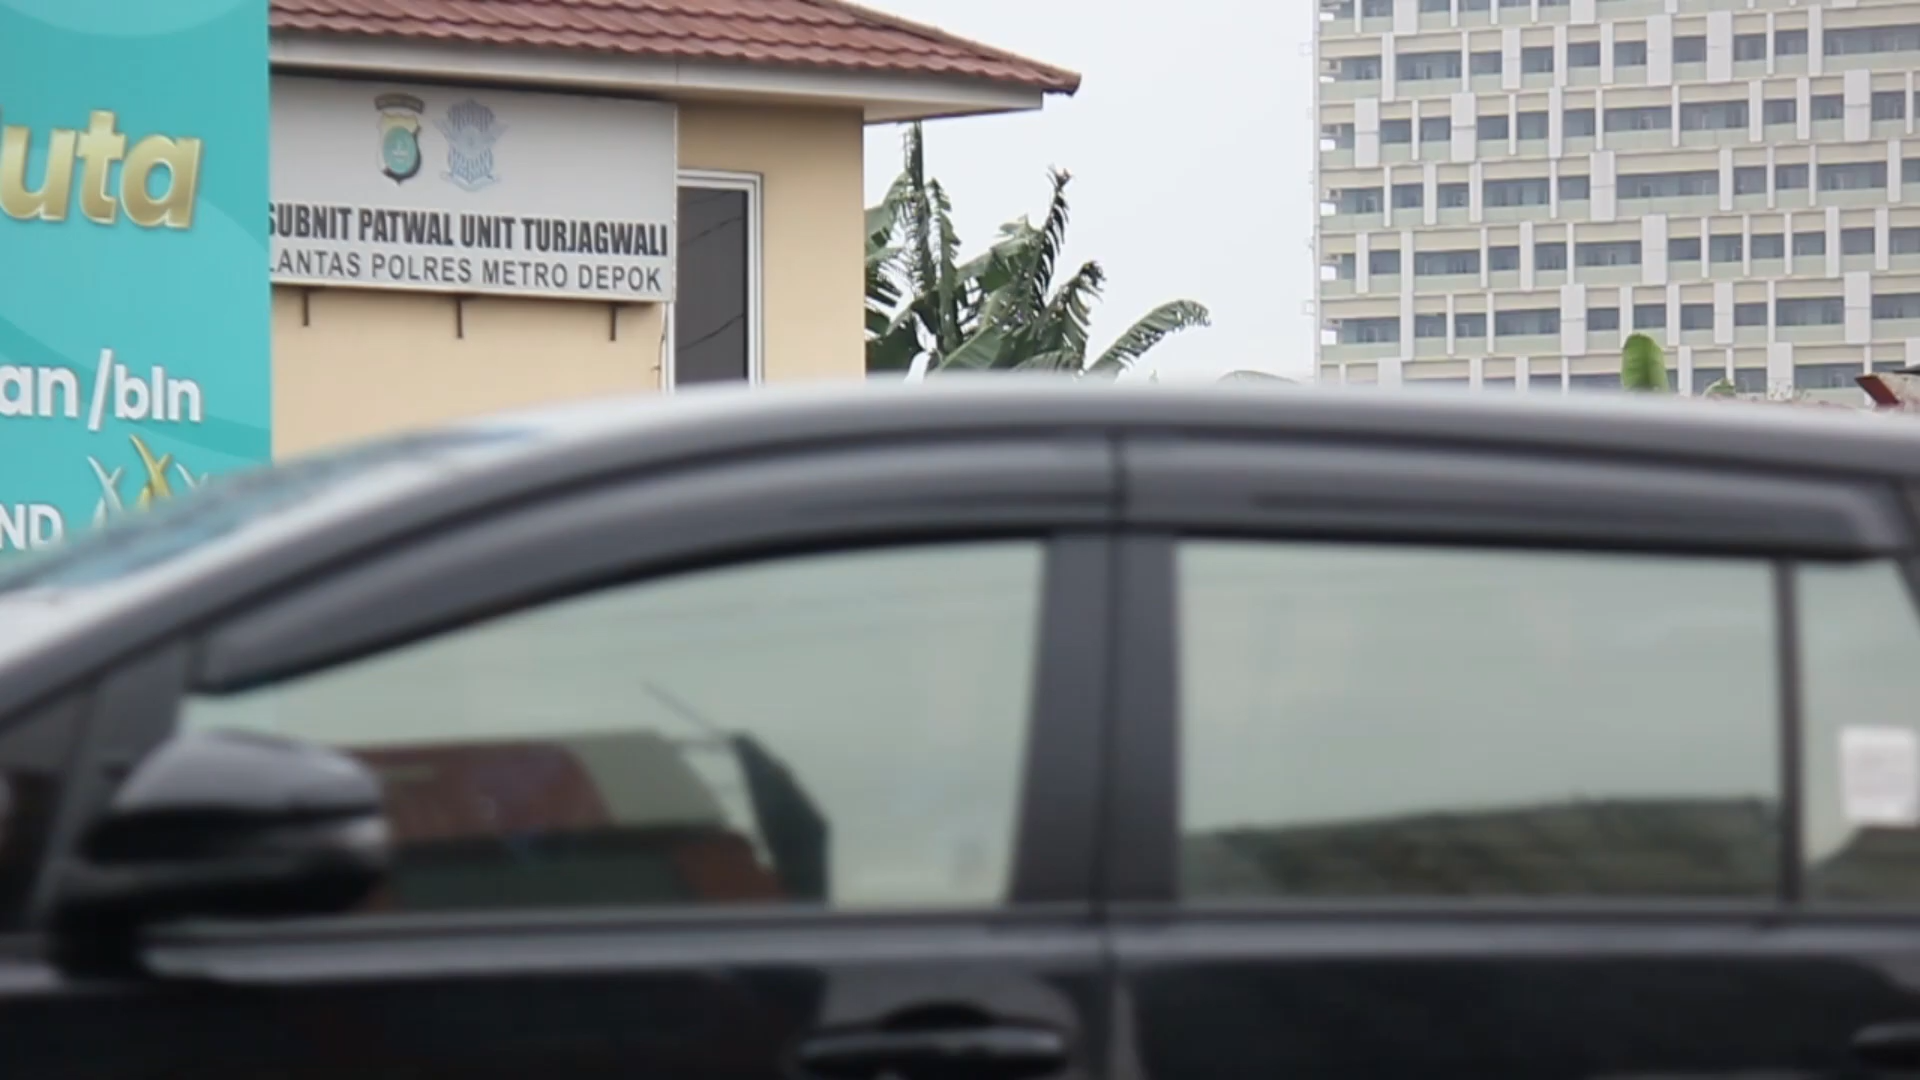 uta
an/bln
ND
SUBNIT PATWAL UNIT TURJAGWALI
LANTAS POLRES METRO DEPOK